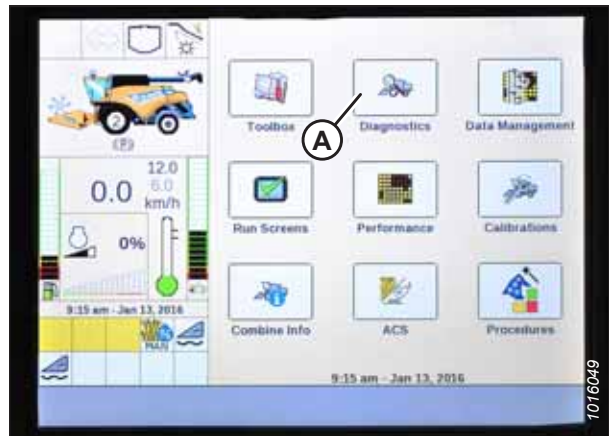 2
(P)
12.0
6.0
0.0 km/h
0%
9:15 am - Jan 13, 2016
MAN
Toolbox
Diagnostics
Data Management
A
Run Screens
Performance
Calibrations
Combine Info
ACS
Procedures
9:15 am - Jan 13, 2016
1016049